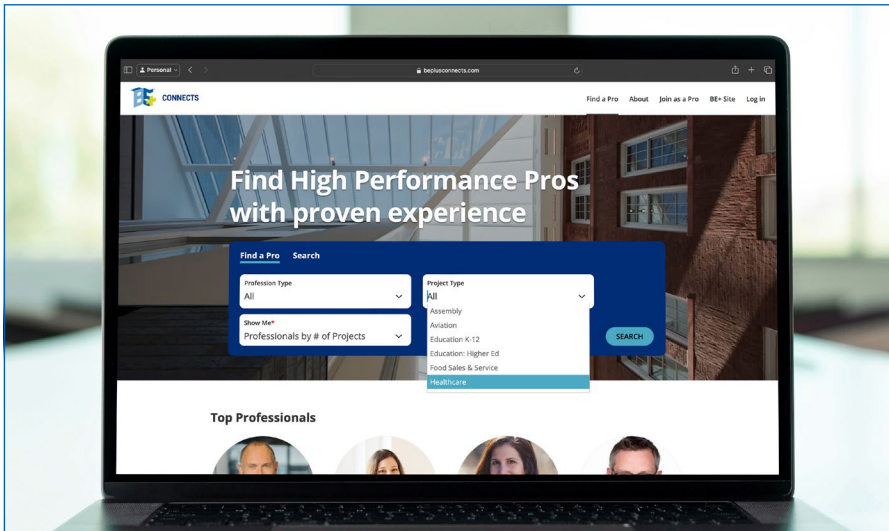 Personal
beplusconnects.com
BE+ CONNECTS
Find a Pro About Join as a Pro BE+ Site Log in
Find High Performance Pros
with proven experience
Find a Pro Search
Profession Type
All
Project Type
All
Show Me*
Professionals by # of Projects
Assembly
Aviation
Education K-12
Education: Higher Ed
Food Sales & Service
Healthcare
SEARCH
Top Professionals